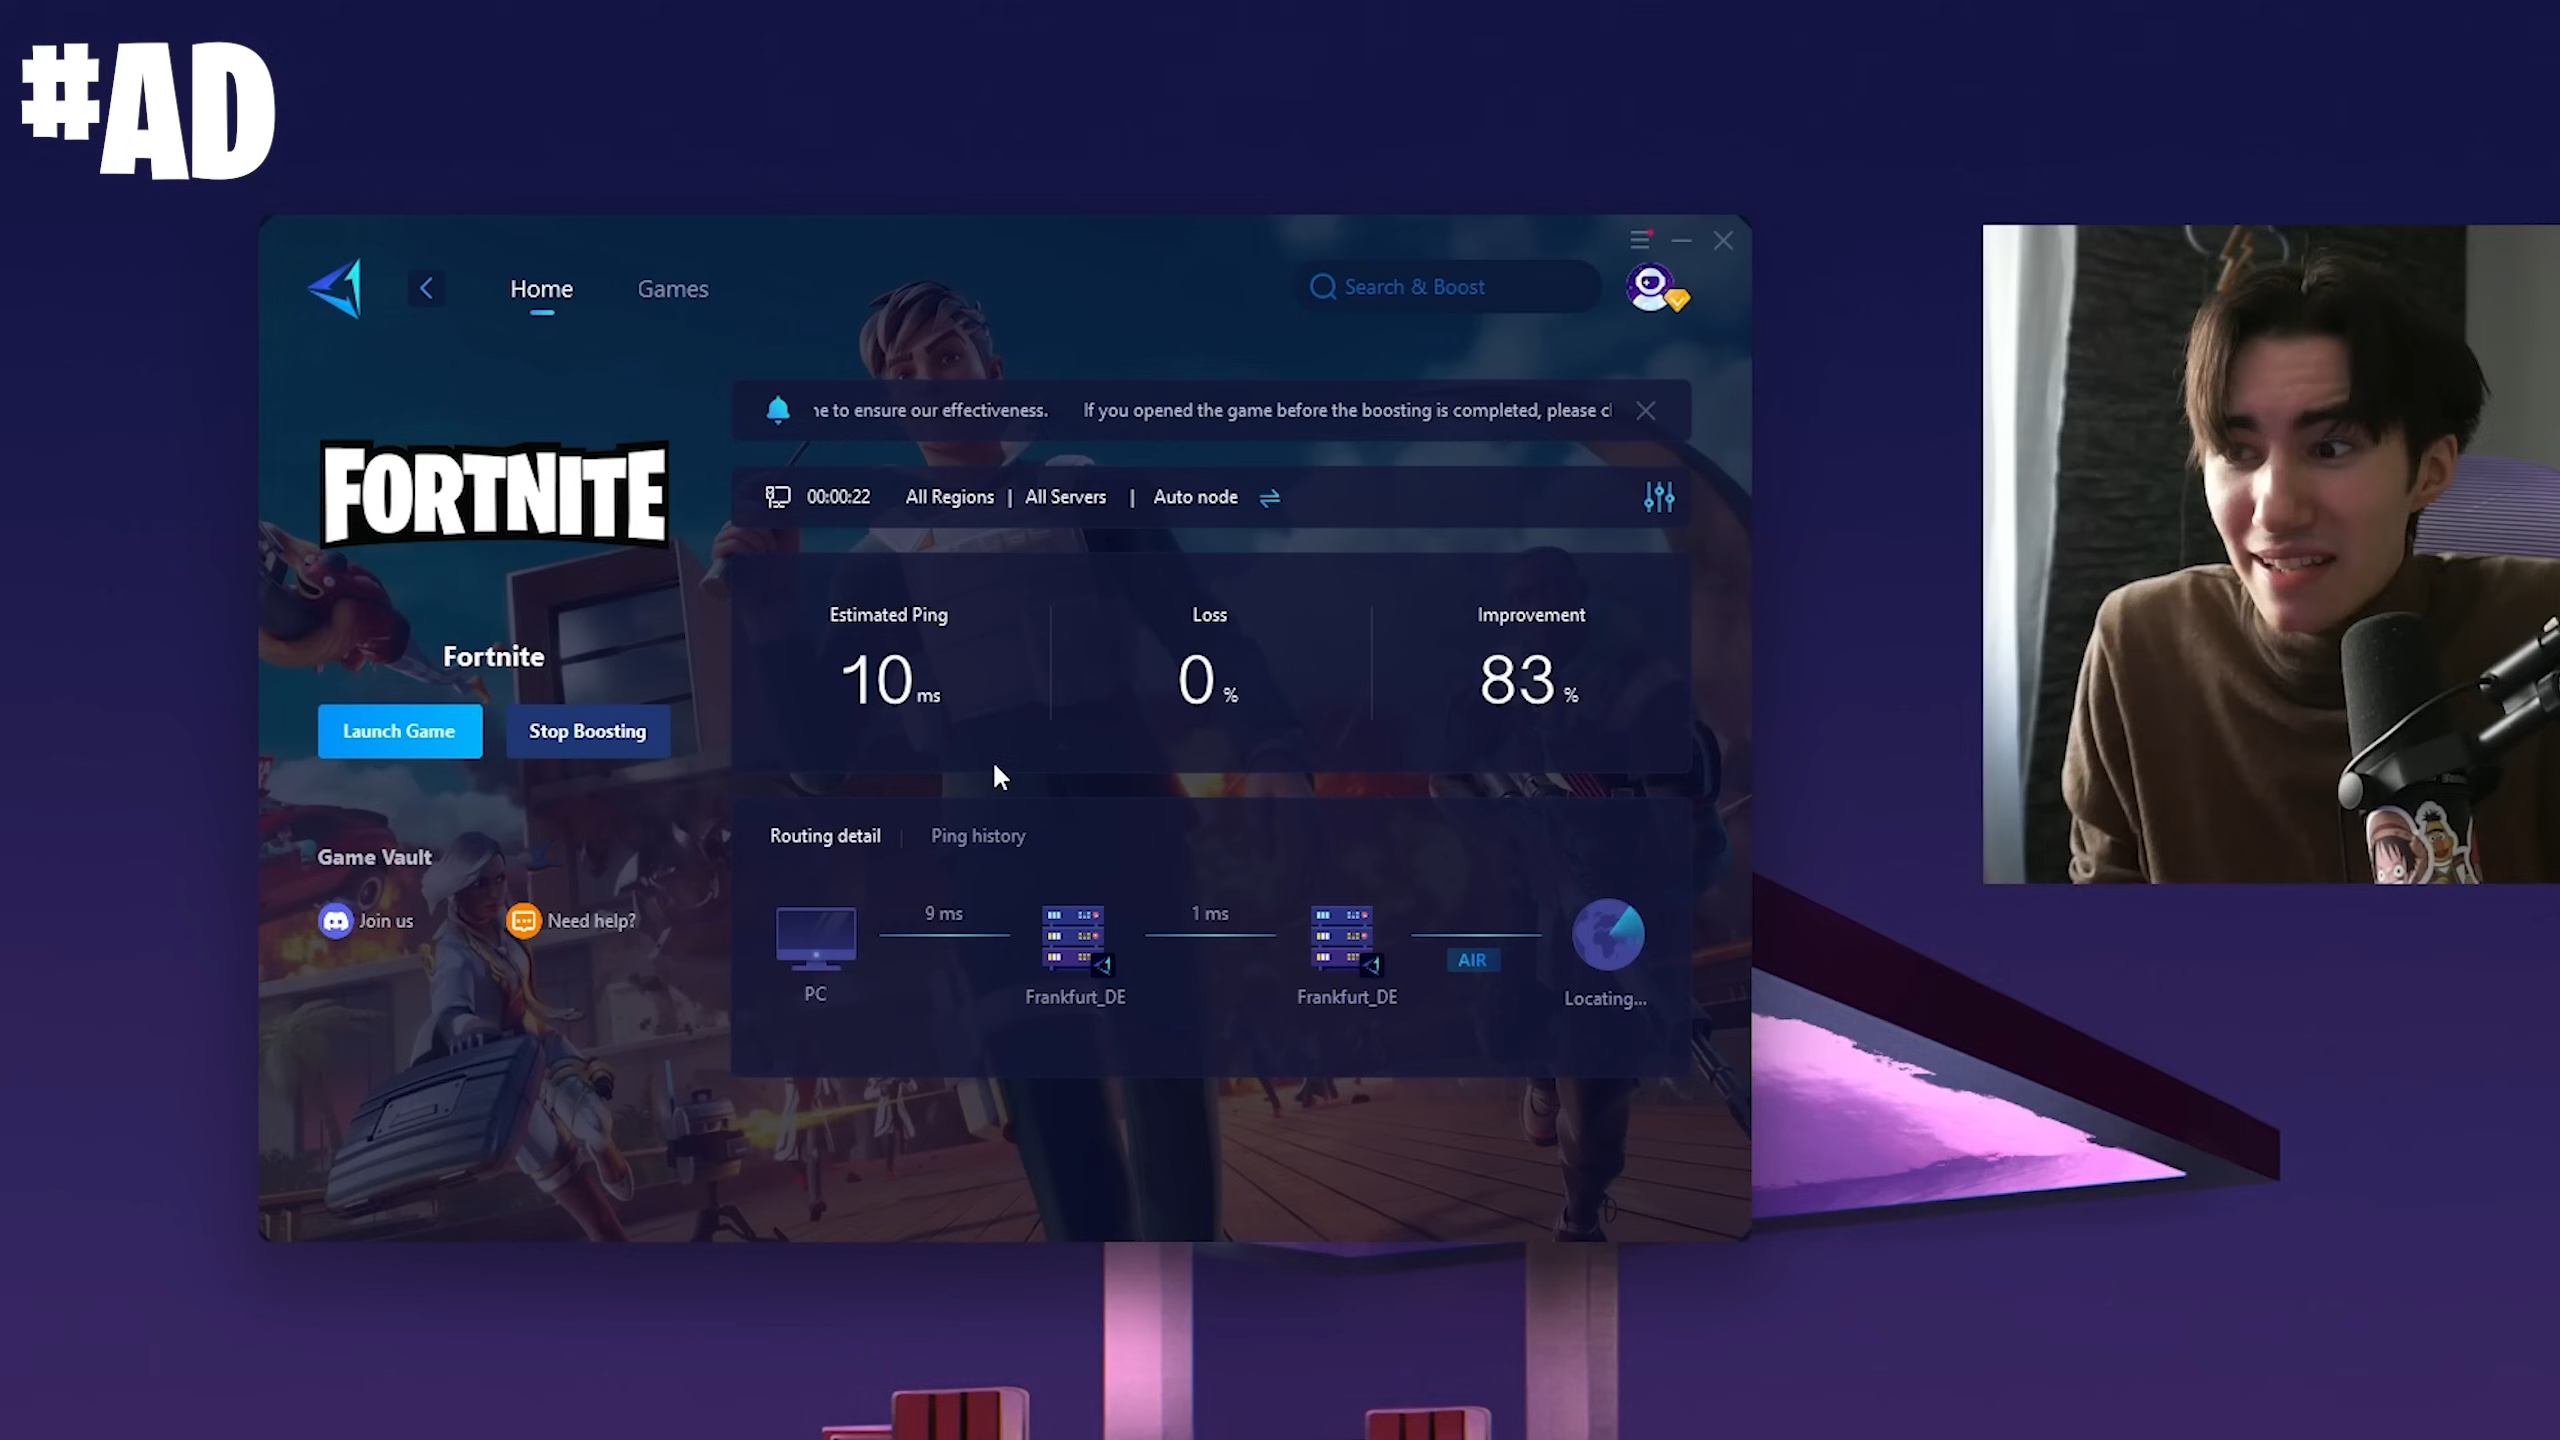 #AD
Home
Games
Search & Boost
to ensure our effectiveness. If you opened the game before the boosting is completed, please
FORTNITE
00:00:22 All Regions | All Servers | Auto node
Estimated Ping
Loss
Improvement
10 ms
0 %
83 %
Fortnite
Launch Game
Stop Boosting
Routing detail
Ping history
Game Vault
Join us
Need help?
9 ms
1 ms
AIR
PC
Frankfurt_DE
Frankfurt_DE
Locating...